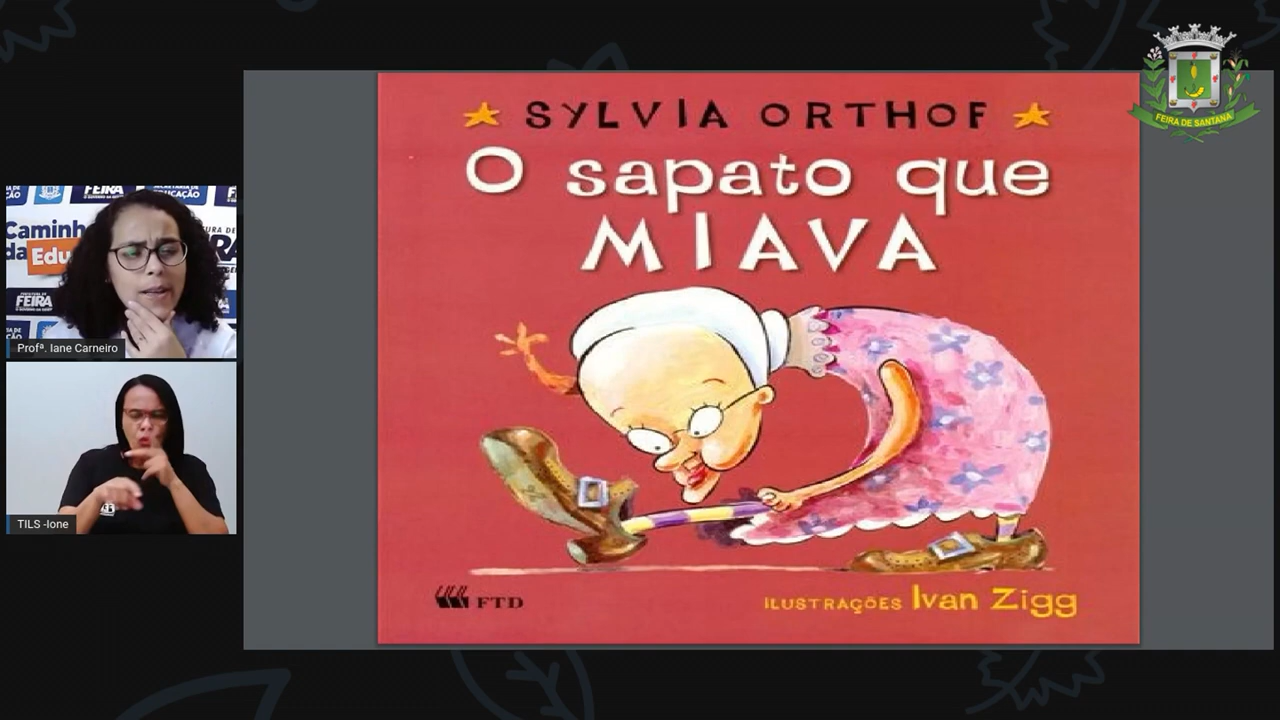 SYLVIA ORTHOF
O sapato que
MIAVA
FTD
ILUSTRAÇÕES Ivan Zigg
FEIRA DE SANTANA
FEIRA
Caminh
da Edu
FEIRA
Profª. Iane Carneiro
TILS -Ione